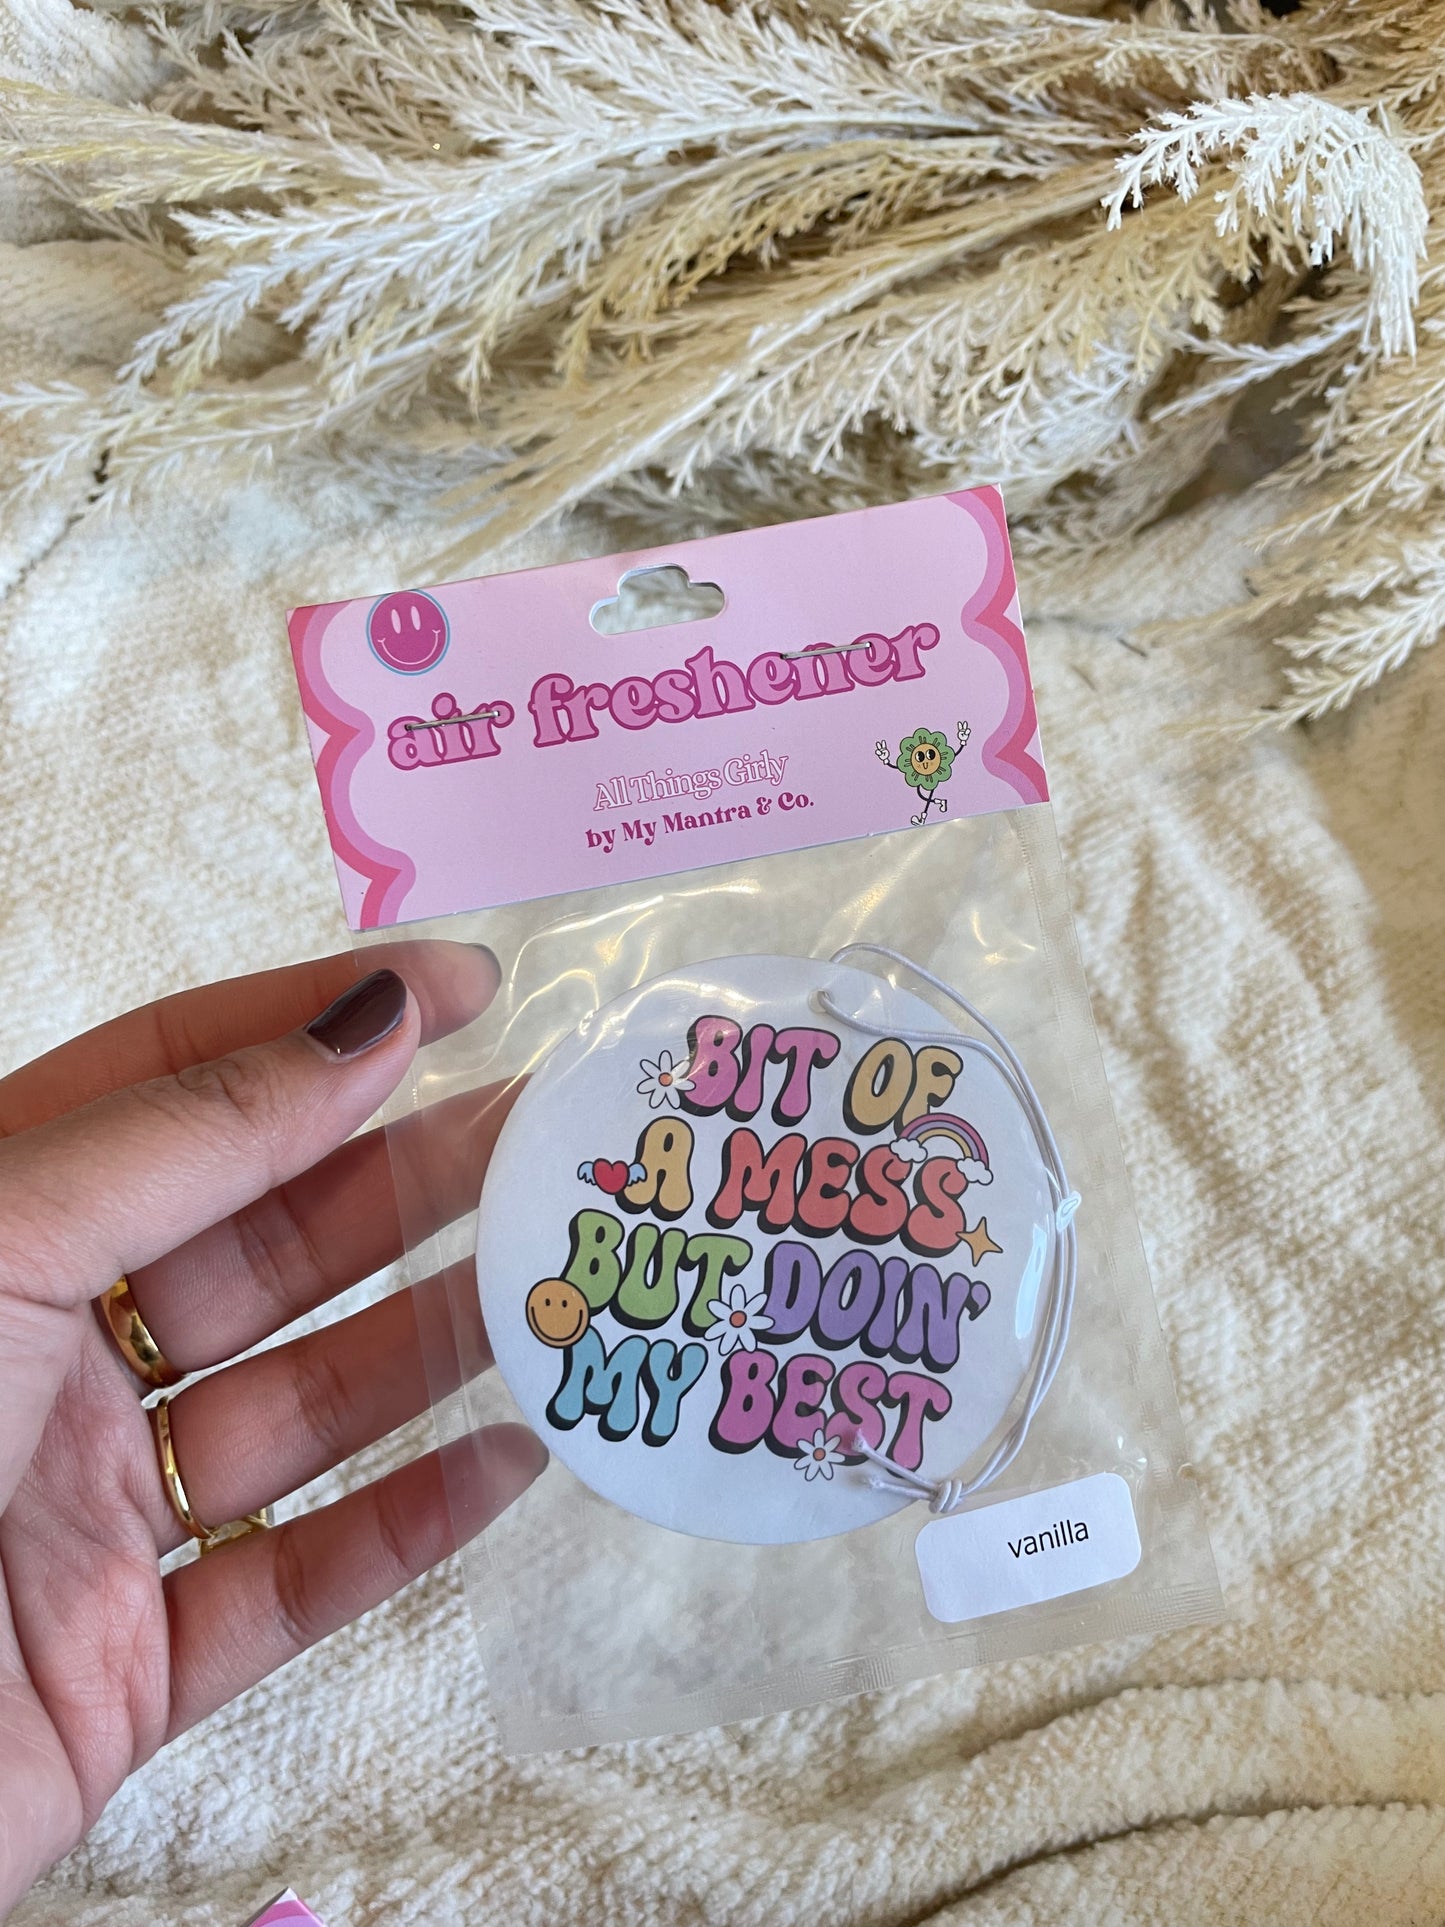 air freshener
All Things Girly
by My Mantra & Co.
BIT OF
A MESS
BUT DOIN'
MY BEST
vanilla